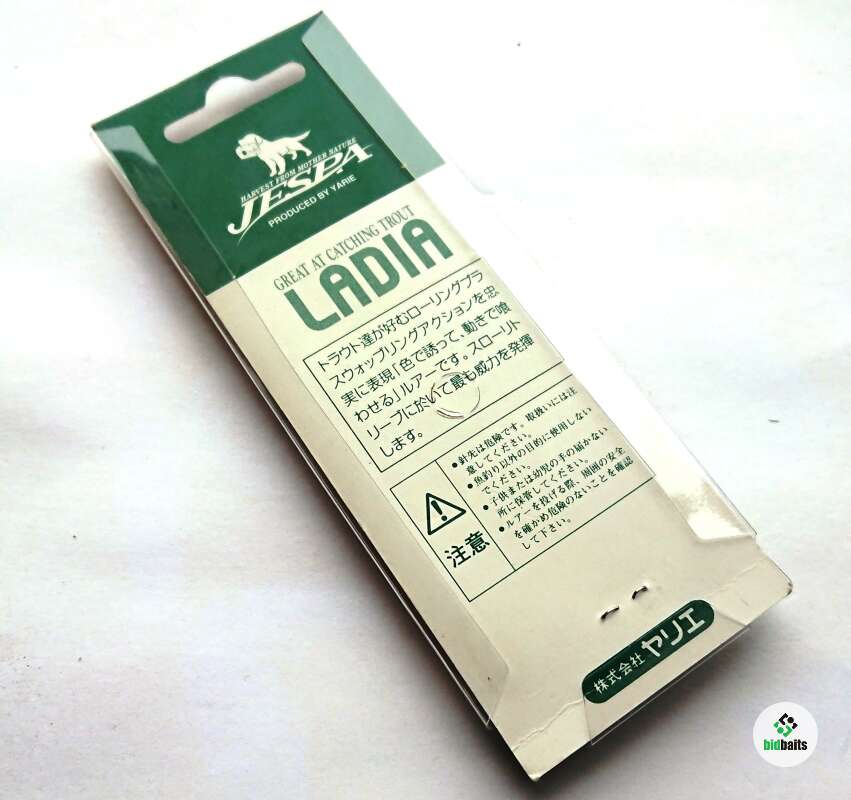 HARVEST FROM MOTHER NATURE
JESPA
PRODUCED BY YARIE
GREAT AT CATCHING TROUT
LADIA
トラウト達が好むローリングプラ
スウォッブリングアクションを忠
実に表現「色で誘って、動きで喰
わせる」ルアーです。スローリト
リーブに於いて最も威力を発揮
します。
注意
●針先は危険です。取扱いには注
意してください。
●魚釣り以外の目的に使用しない
でください。
●子供または幼児の手の届かない
所に保管してください。
●ルアーを投げる際、周囲の安全
を確かめ危険のないことを確認
して下さい。
株式会社ヤリエ
bidbaits